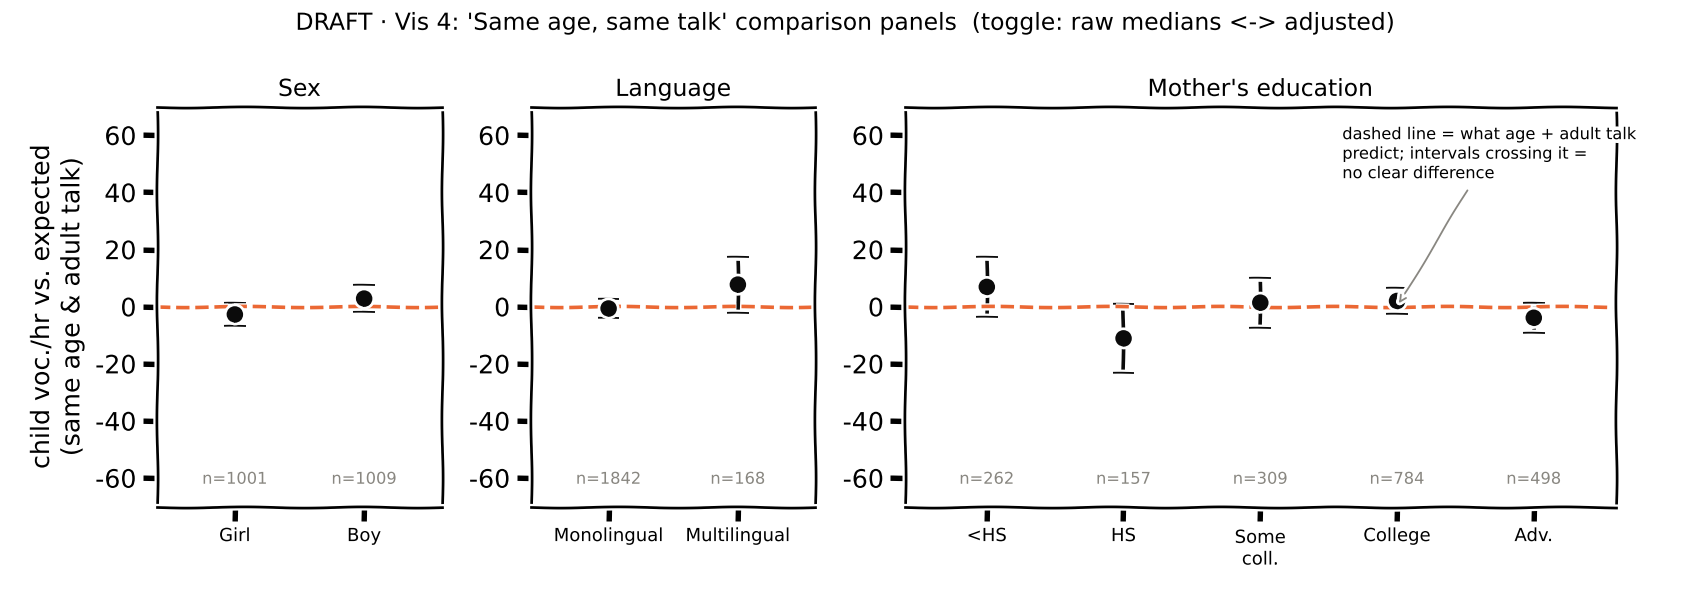 DRAFT · Vis 4: 'Same age, same talk' comparison panels (toggle: raw medians <-> adjusted)
child voc./hr vs. expected
(same age & adult talk)
Sex
60
40
20
0
-20
-40
-60
n=1001
n=1009
Girl
Boy
Language
60
40
20
0
-20
-40
-60
n=1842
n=168
Monolingual
Multilingual
Mother's education
60
40
20
0
-20
-40
-60
dashed line = what age + adult talk
predict; intervals crossing it =
no clear difference
n=262
n=157
n=309
n=784
n=498
<HS
HS
Some
coll.
College
Adv.